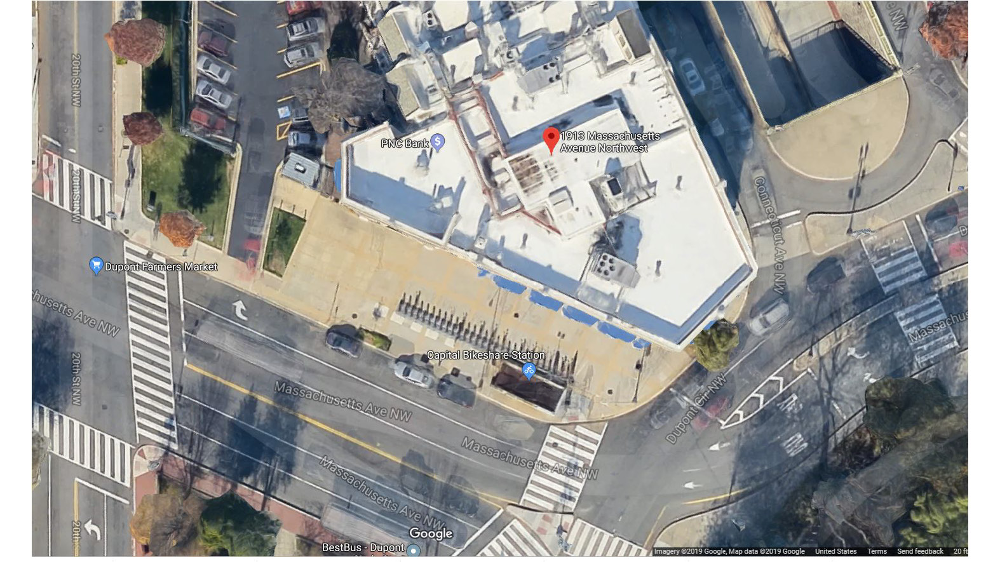 e NW
20th St NW
PNC Bank
1913 Massachusetts
Avenue Northwest
20th St NW
Connecticut Ave NW
D
Dupont Farmers Market
chusetts Ave NW
Massachus
Capital Bikeshare Station
20th St NW
Massachusetts Ave NW
Dupont Cir NW
Massachusetts Ave NW
Massachusetts Ave NW
20th S
Google
BestBus - Dupont
Imagery ©2019 Google, Map data ©2019 Google United States Terms Send feedback 20 ft